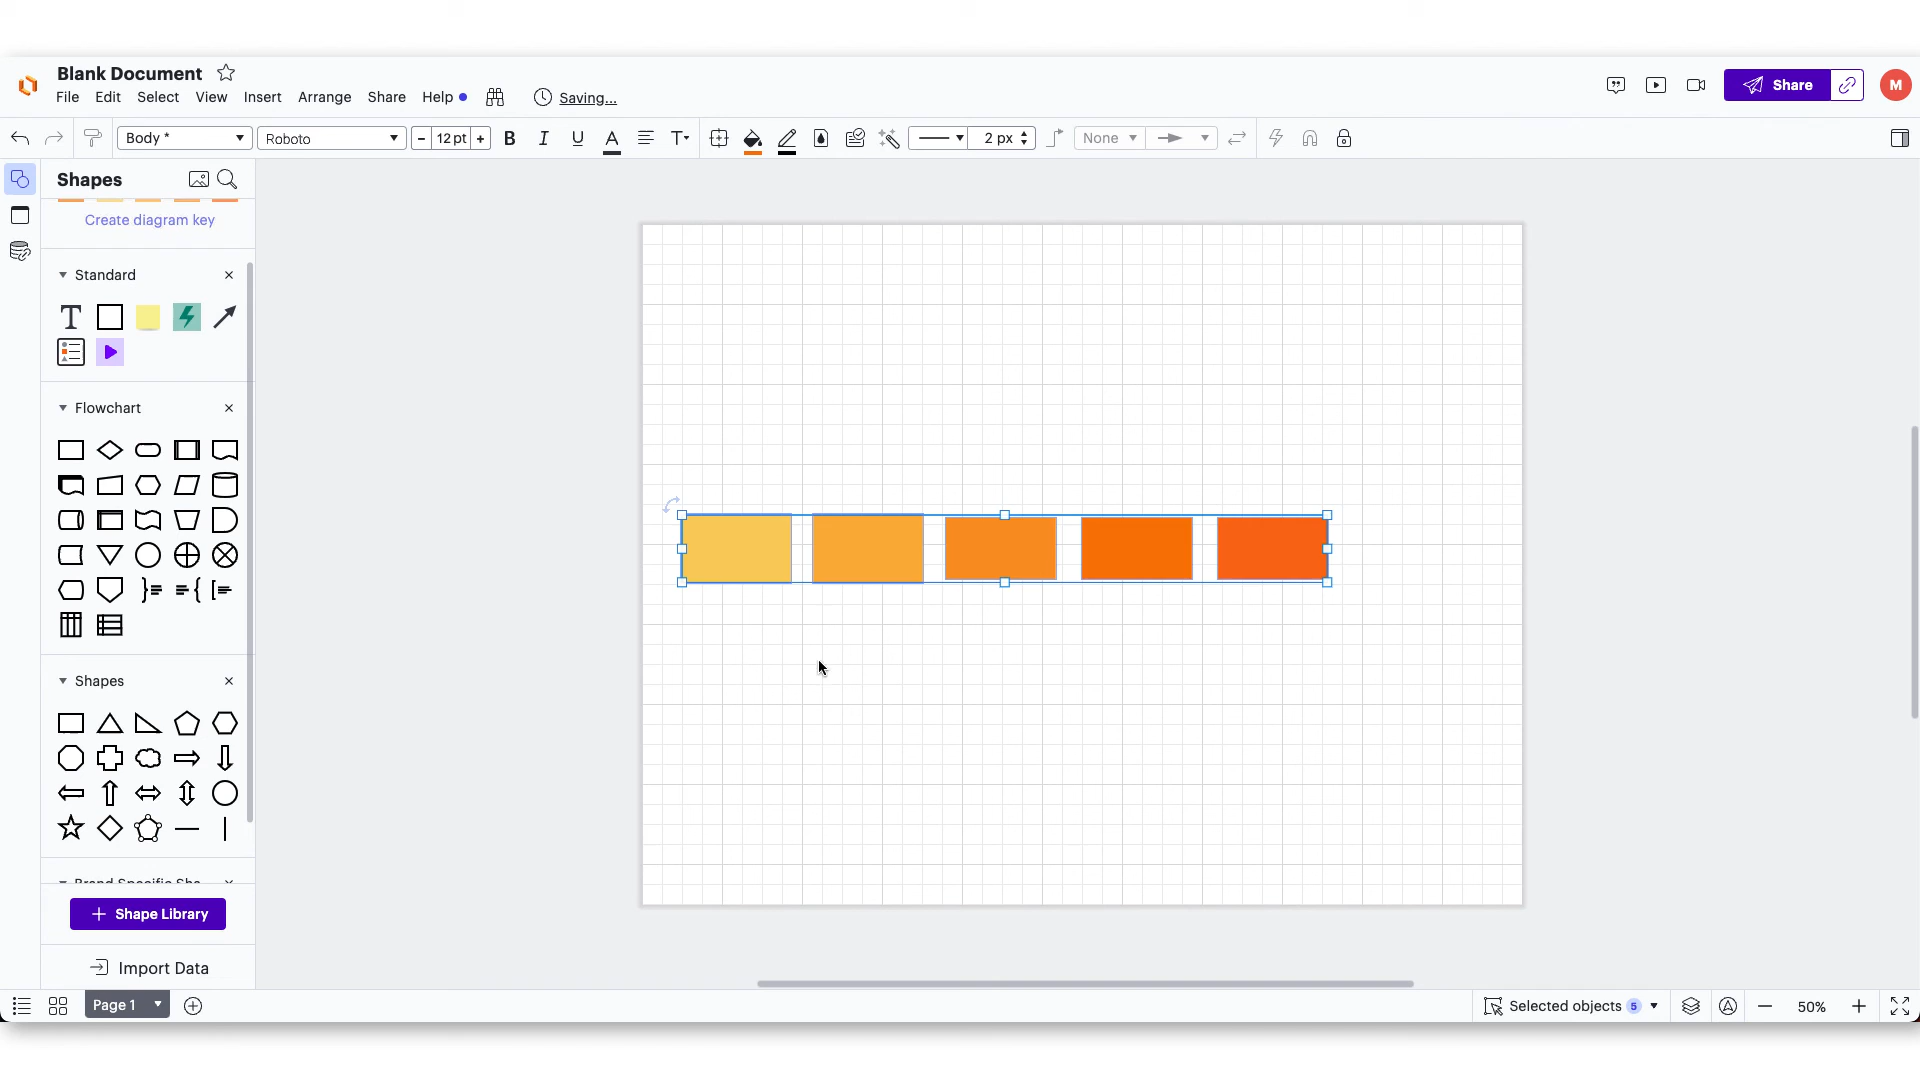 Blank Document
File Edit Select View Insert Arrange Share Help Saving...
Share M
Body * Roboto - 12 pt + B I U A T 2 px None
Shapes
Create diagram key
Standard
T
Flowchart
Shapes
+ Shape Library
Import Data
Page 1
Selected objects 5 50%